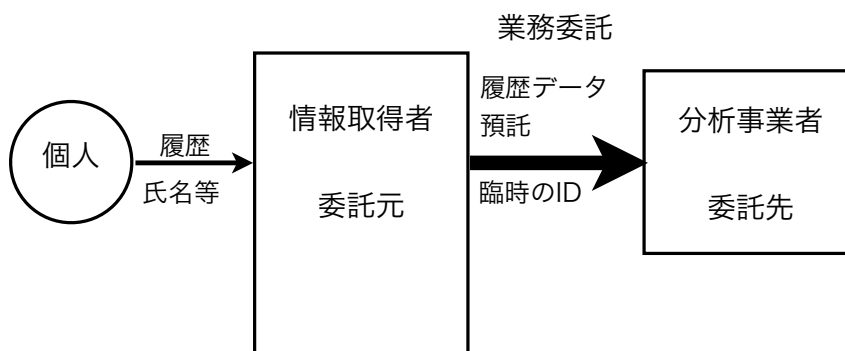 業務委託
個人
履歴
氏名等
情報取得者
委託元
履歴データ
預託
臨時のID
分析事業者
委託先